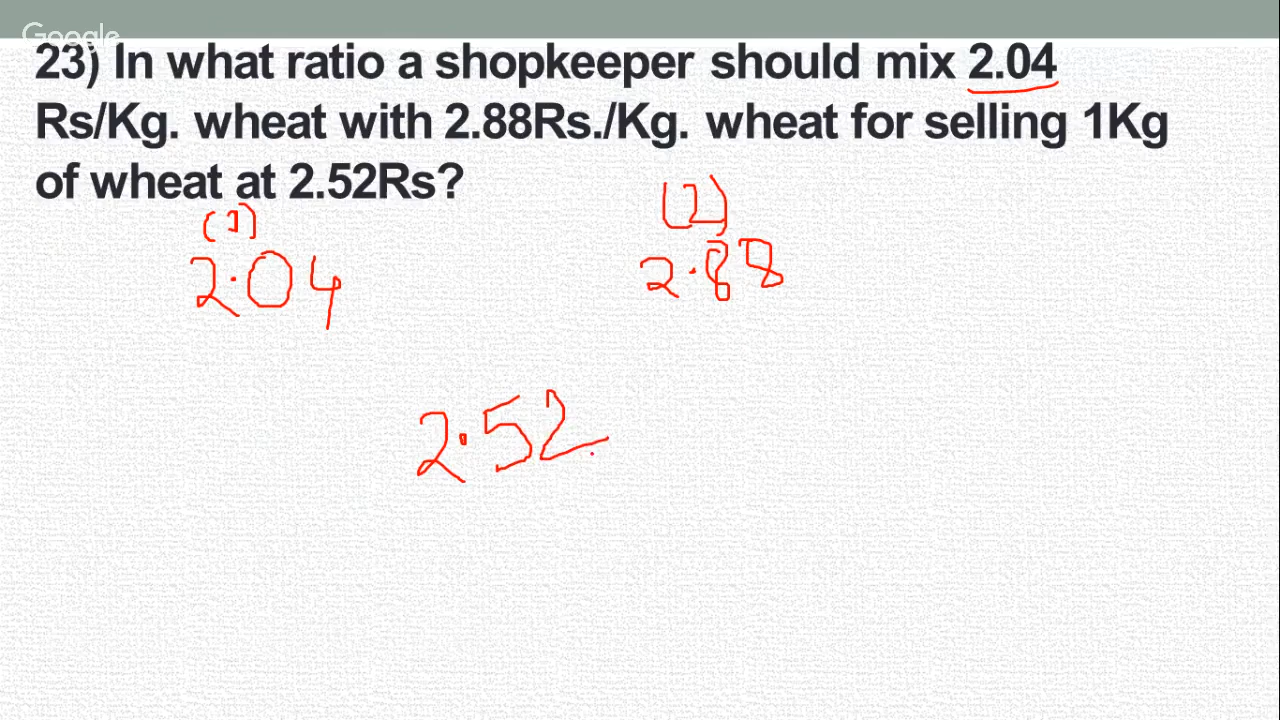 Google
23) In what ratio a shopkeeper should mix 2.04
Rs/Kg. wheat with 2.88Rs./Kg. wheat for selling 1Kg
of wheat at 2.52Rs?
(1) (2)
2.04 2.88
2.52